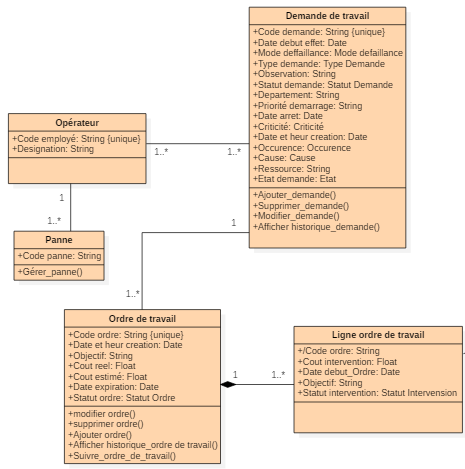 Demande de travail
+Code demande: String {unique}
+Date debut effet: Date
+Mode deffaillance: Mode defaillance
+Type demande: Type Demande
+Observation: String
+Statut demande: Statut Demande
+Departement: String
+Priorité demarrage: String
+Date arret: Date
+Criticité: Criticité
+Date et heur creation: Date
+Occurence: Occurence
+Cause: Cause
+Ressource: String
+Etat demande: Etat
+Ajouter_demande()
+Supprimer_demande()
+Modifier_demande()
+Afficher historique_demande()
Opérateur
+Code employé: String {unique}
+Designation: String
1..*
1..*
1
1..*
Panne
+Code panne: String
+Gérer_panne()
1
1..*
Ordre de travail
+Code ordre: String {unique}
+Date et heur creation: Date
+Objectif: String
+Cout reel: Float
+Cout estimé: Float
+Date expiration: Date
+Statut ordre: Statut Ordre
+modifier ordre()
+supprimer ordre()
+Ajouter ordre()
+Afficher historique_ordre de travail()
+Suivre_ordre_de_travail()
1
1..*
Ligne ordre de travail
+/Code ordre: String
+Cout intervention: Float
+Date debut_Ordre: Date
+Objectif: String
+Statut intervention: Statut Intervension